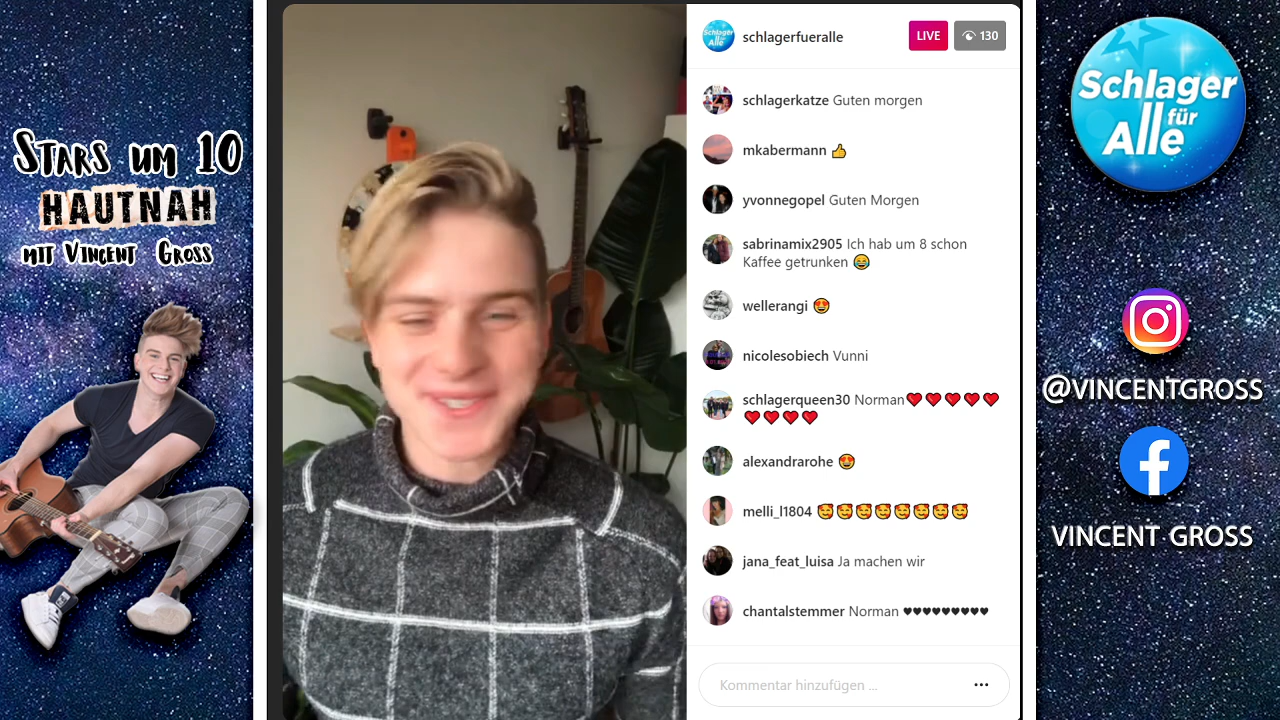 STARS UM 10
HAUTNAH
MIT VINCENT GROSS
schlagerfueralle
LIVE
130
schlagerkatze Guten morgen
mkabermann 👍
yvonnegopel Guten Morgen
sabrinamix2905 Ich hab um 8 schon
Kaffee getrunken 😂
wellerangi 😍
nicolesobiech Vunni
schlagerqueen30 Norman❤❤❤❤❤
❤❤❤❤
alexandrarohe 😍
melli_l1804 🥰🥰🥰🥰🥰🥰🥰🥰
jana_feat_luisa Ja machen wir
chantalstemmer Norman ♥♥♥♥♥♥♥♥♥
Kommentar hinzufügen ...
Schlager
für
Alle
@VINCENTGROSS
VINCENT GROSS